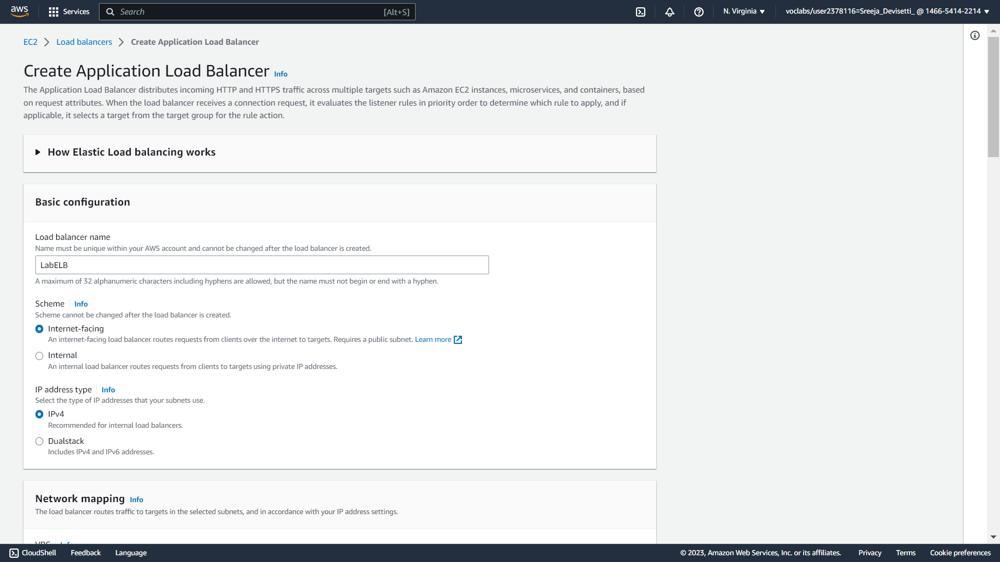 aws Services Search [Alt+S] N. Virginia voclabs/user2378116=Sreeja_Devisetti_ @ 1466-5414-2214
EC2 Load balancers Create Application Load Balancer
Create Application Load Balancer Info
The Application Load Balancer distributes incoming HTTP and HTTPS traffic across multiple targets such as Amazon EC2 instances, microservices, and containers, based
on request attributes. When the load balancer receives a connection request, it evaluates the listener rules in priority order to determine which rule to apply, and if
applicable, it selects a target from the target group for the rule action.
How Elastic Load balancing works
Basic configuration
Load balancer name
Name must be unique within your AWS account and cannot be changed after the load balancer is created.
LabELB
A maximum of 32 alphanumeric characters including hyphens are allowed, but the name must not begin or end with a hyphen.
Scheme Info
Scheme cannot be changed after the load balancer is created.
Internet-facing
An internet-facing load balancer routes requests from clients over the internet to targets. Requires a public subnet. Learn more
Internal
An internal load balancer routes requests from clients to targets using private IP addresses.
IP address type Info
Select the type of IP addresses that your subnets use.
IPv4
Recommended for internal load balancers.
Dualstack
Includes IPv4 and IPv6 addresses.
Network mapping Info
The load balancer routes traffic to targets in the selected subnets, and in accordance with your IP address settings.
VPC Info
CloudShell Feedback Language © 2023, Amazon Web Services, Inc. or its affiliates. Privacy Terms Cookie preferences